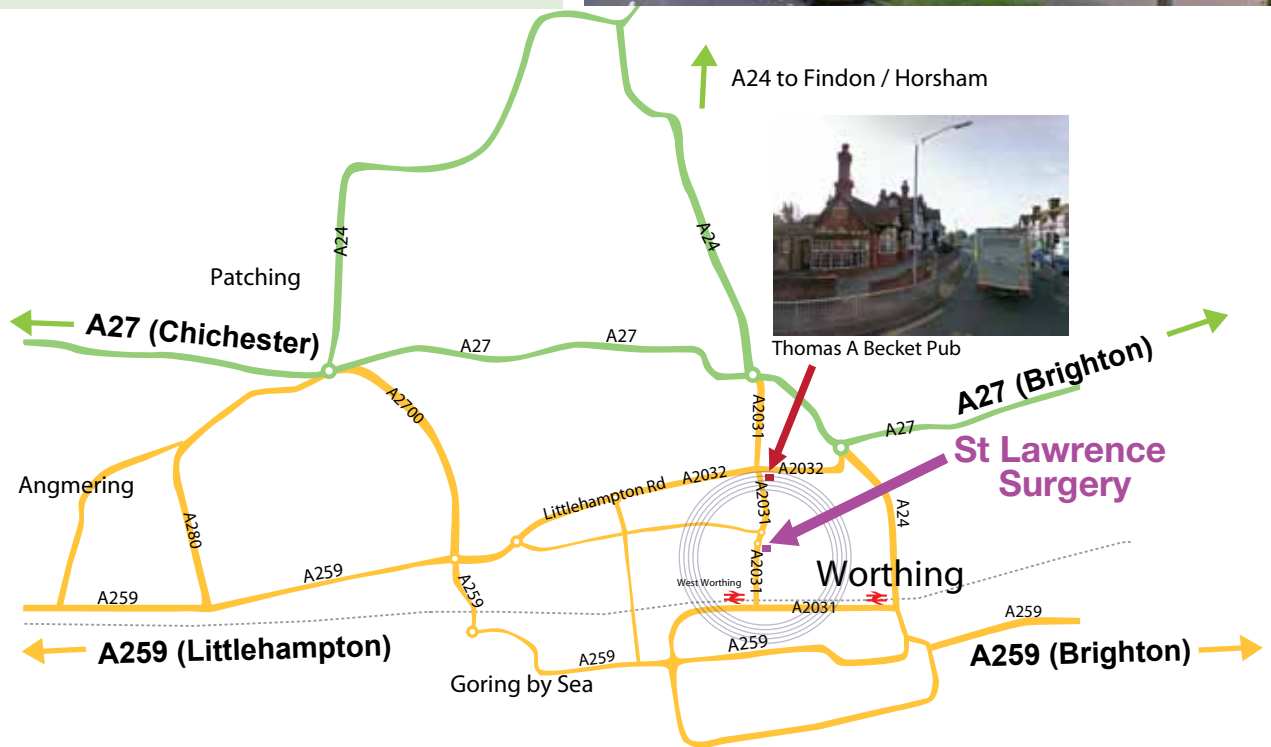 A24 to Findon / Horsham
A24
A24
Patching
A27 (Chichester)
A27
A27
Thomas A Becket Pub
A27 (Brighton)
A27
A2700
A2031
St Lawrence
Surgery
Angmering
A280
Littlehampton Rd
A2032
A2032
A2031
A24
A259
A259
A259
West Worthing
A2031
Worthing
A2031
A259
A259 (Littlehampton)
A259 (Brighton)
Goring by Sea
A259
A259